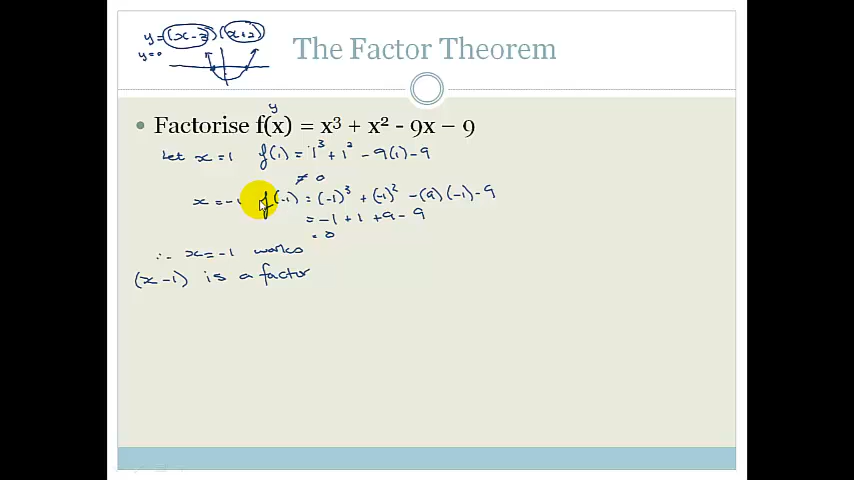 y = (x-2)(x+2)
y=0
The Factor Theorem
y
• Factorise f(x) = x³ + x² - 9x – 9
Let x = 1 f(1) = 1³ + 1² - 9(1) - 9
≠ 0
x = -1 f(-1) = (-1)³ + (-1)² - (9)(-1) - 9
= -1 + 1 + 9 - 9
= 0
∴ x = -1 works
(x-1) is a factor